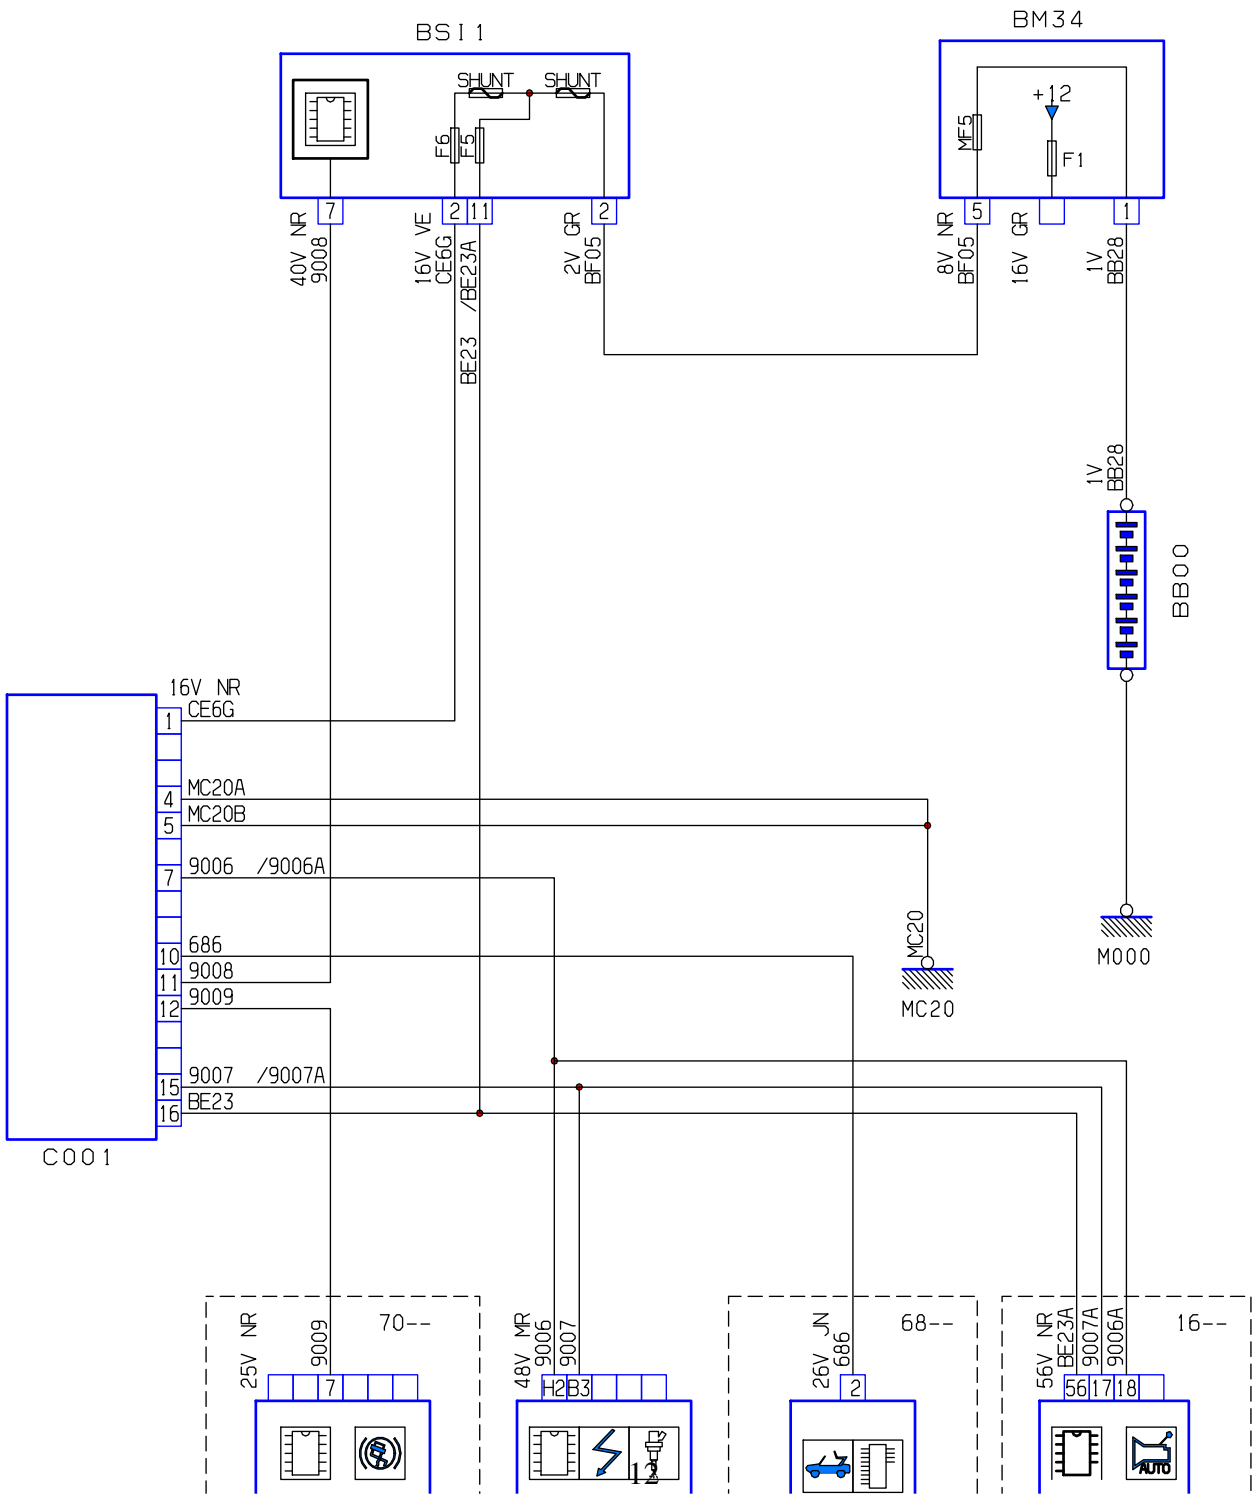 BSI1
BM34
SHUNT SHUNT
+12
F6 F5
MF5
F1
7 2 11 2
5 1
40V NR
9008
16V VE
CE6G
BE23 /BE23A
2V GR
BF05
8V NR
BF05
16V GR
1V
BB28
1V
BB28
BB00
16V NR
1 CE6G
4 MC20A
5 MC20B
7 9006 /9006A
10 686
11 9008
12 9009
15 9007 /9007A
16 BE23
C001
MC20
MC20
M000
70--
68--
16--
25V NR
9009
48V MR
9006
9007
26V JN
686
56V NR
BE23A
9007A
9006A
7
H2 B3
2
56 17 18
AUTO
12